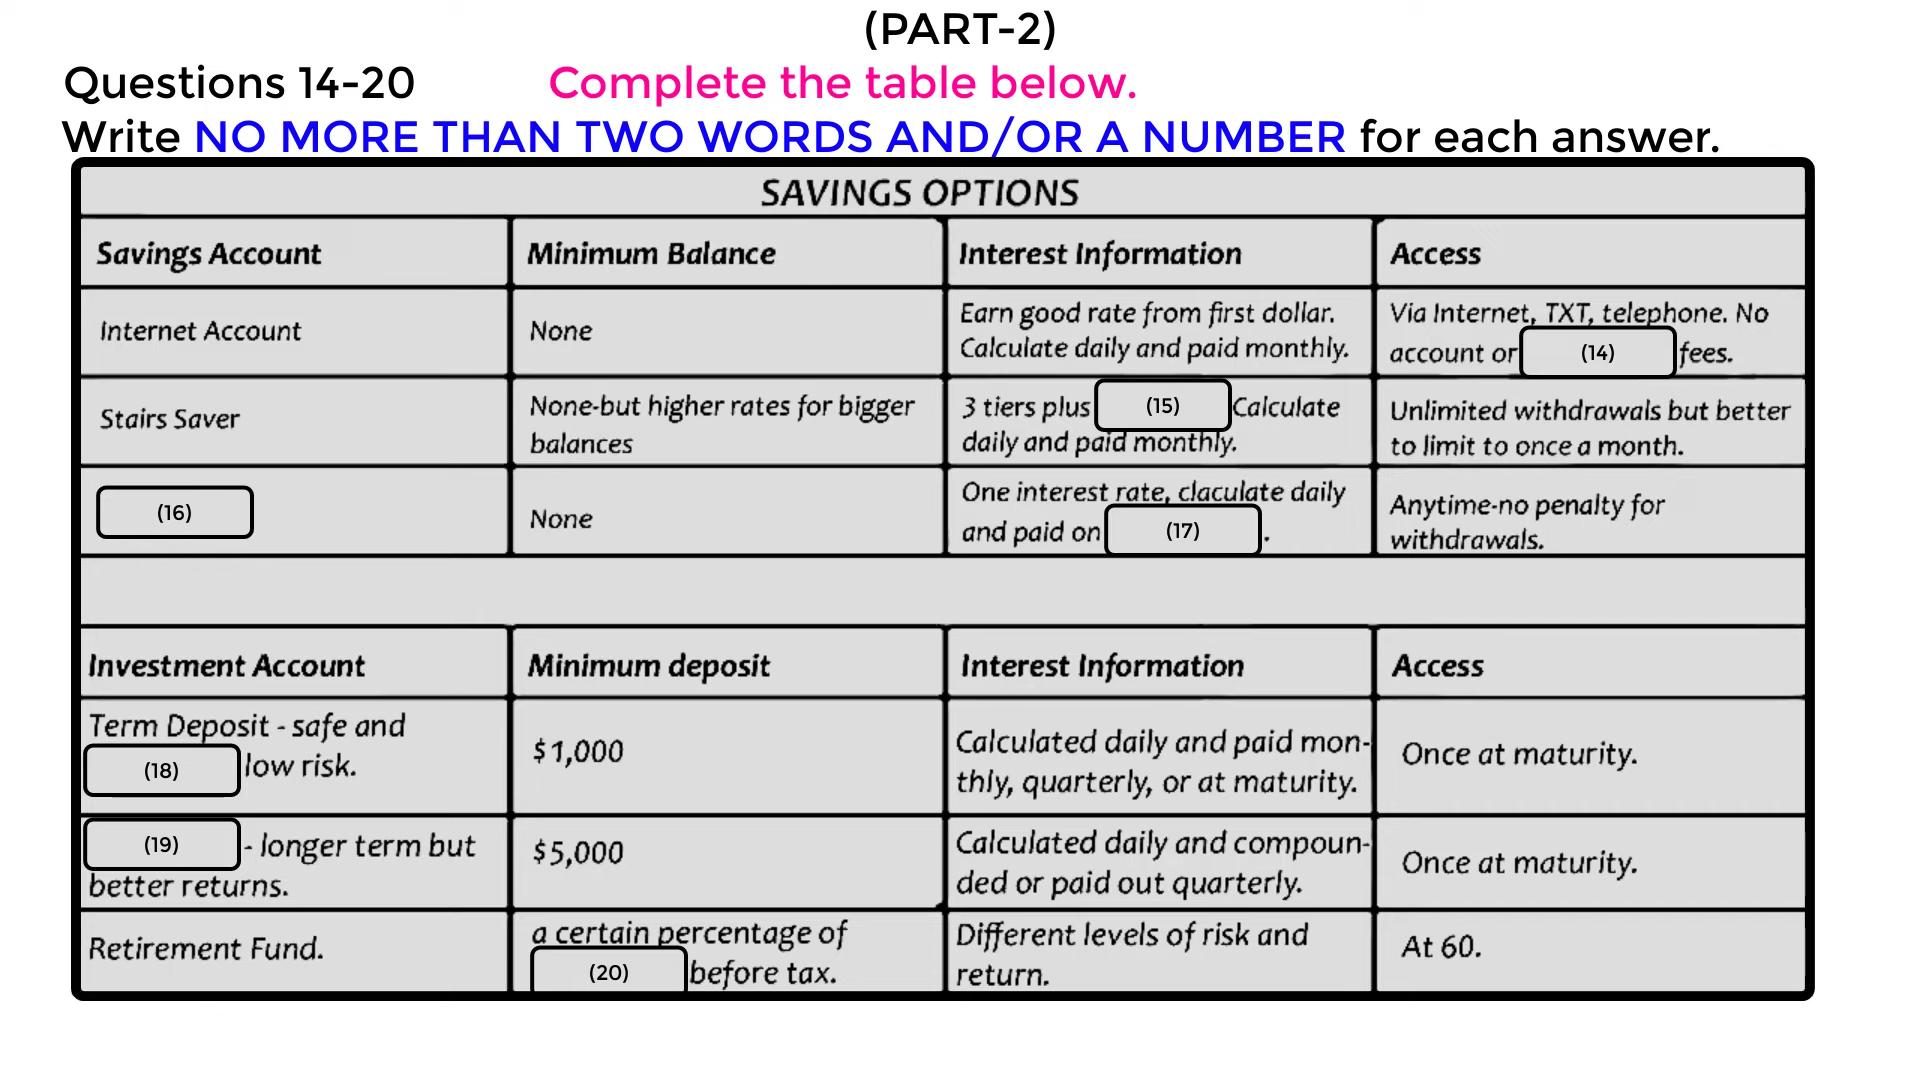 (PART-2)
Questions 14-20 Complete the table below.
Write NO MORE THAN TWO WORDS AND/OR A NUMBER for each answer.
SAVINGS OPTIONS
Savings Account Minimum Balance Interest Information Access
Internet Account
None
Earn good rate from first dollar.
Calculate daily and paid monthly.
Via Internet, TXT, telephone. No
account or (14) fees.
Stairs Saver
None-but higher rates for bigger
balances
3 tiers plus (15) Calculate
daily and paid monthly.
Unlimited withdrawals but better
to limit to once a month.
(16)
None
One interest rate, claculate daily
and paid on (17) .
Anytime-no penalty for
withdrawals.
Investment Account Minimum deposit Interest Information Access
Term Deposit - safe and
(18) low risk.
$1,000
Calculated daily and paid mon-
thly, quarterly, or at maturity.
Once at maturity.
(19) - longer term but
better returns.
$5,000
Calculated daily and compoun-
ded or paid out quarterly.
Once at maturity.
Retirement Fund.
a certain percentage of
(20) before tax.
Different levels of risk and
return.
At 60.